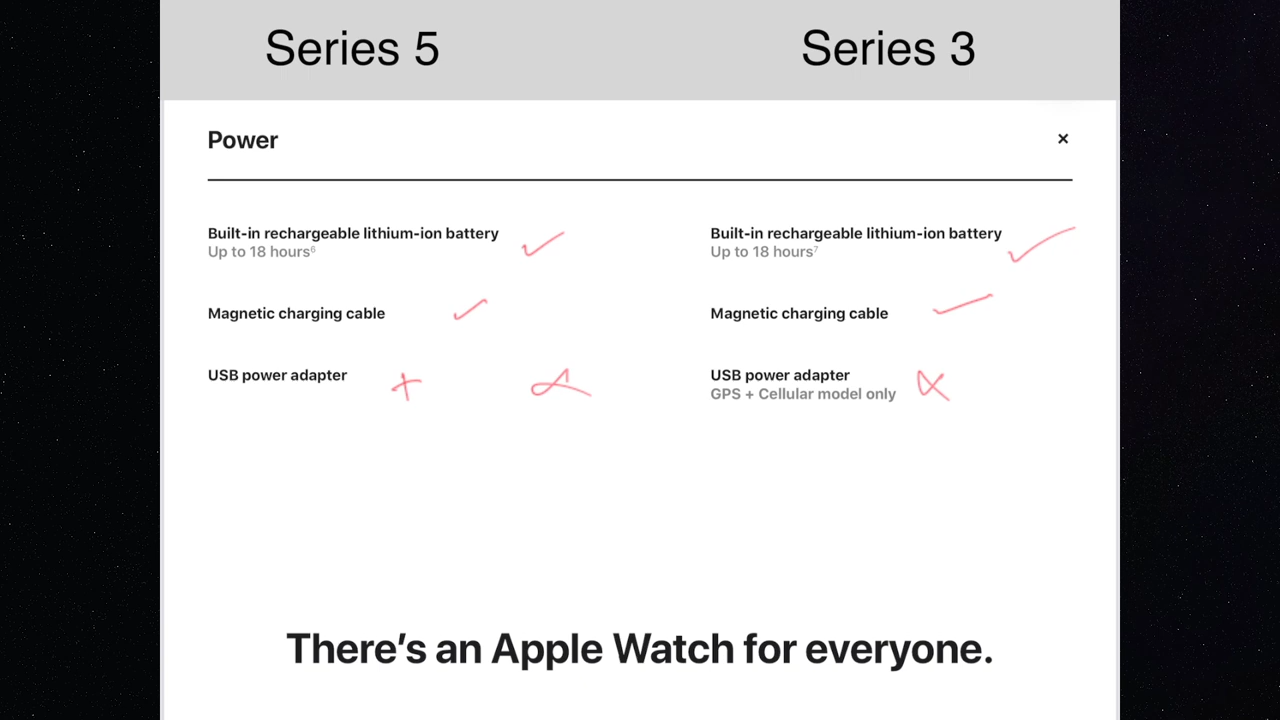 Series 5 Series 3
Power ×
Built-in rechargeable lithium-ion battery
Up to 18 hours⁶
Built-in rechargeable lithium-ion battery
Up to 18 hours⁷
Magnetic charging cable
Magnetic charging cable
USB power adapter
USB power adapter
GPS + Cellular model only
There's an Apple Watch for everyone.